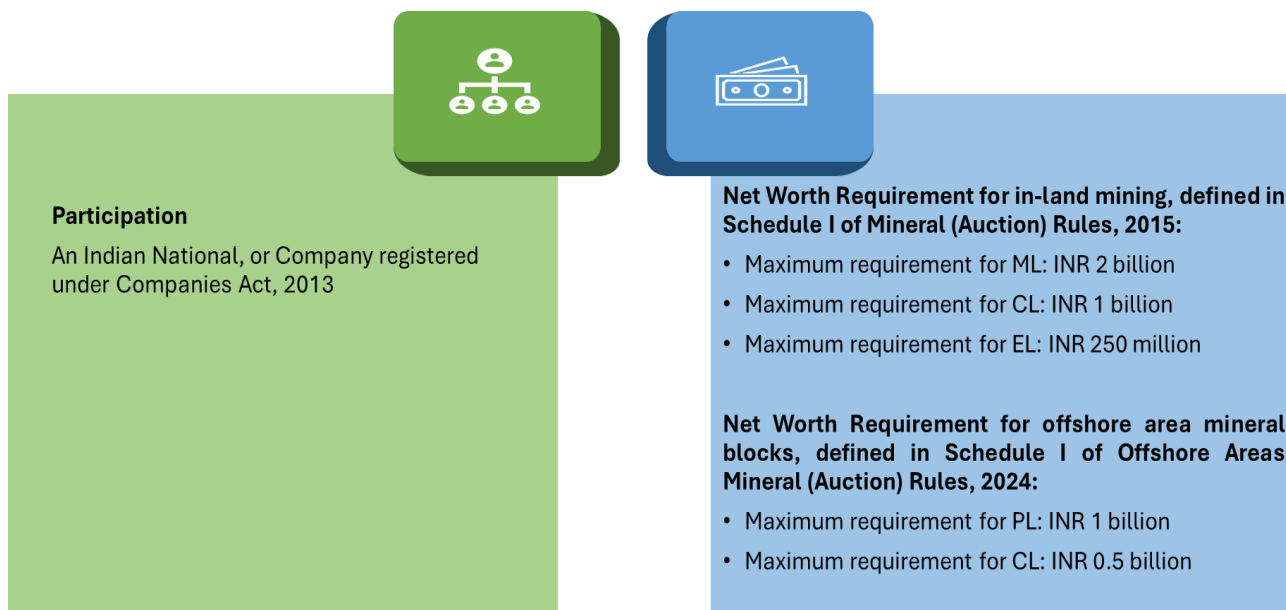 Participation
An Indian National, or Company registered
under Companies Act, 2013
Net Worth Requirement for in-land mining, defined in
Schedule I of Mineral (Auction) Rules, 2015:
• Maximum requirement for ML: INR 2 billion
• Maximum requirement for CL: INR 1 billion
• Maximum requirement for EL: INR 250 million
Net Worth Requirement for offshore area mineral
blocks, defined in Schedule I of Offshore Areas
Mineral (Auction) Rules, 2024:
• Maximum requirement for PL: INR 1 billion
• Maximum requirement for CL: INR 0.5 billion